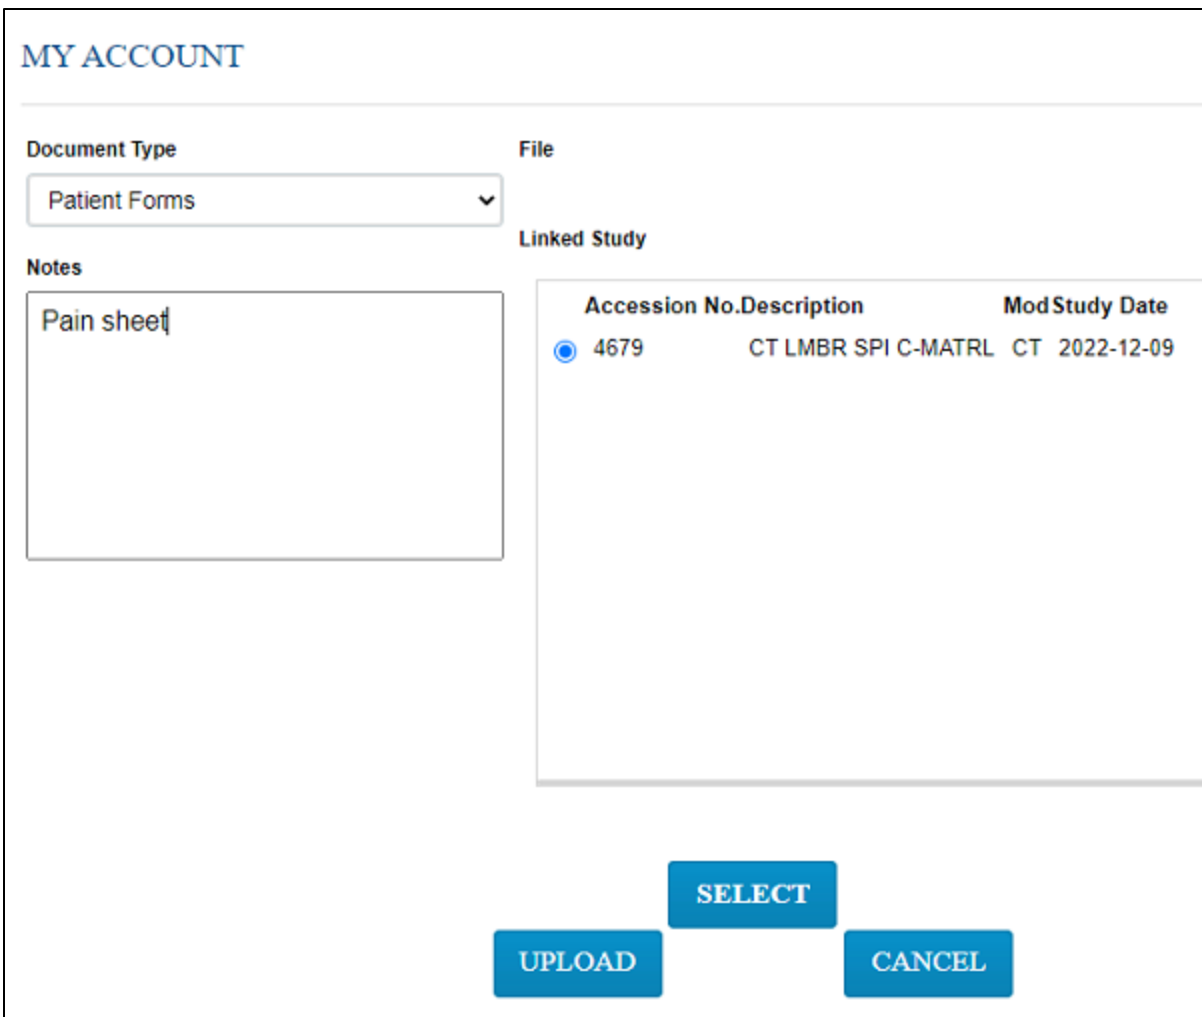 MY ACCOUNT
Document Type
File
Patient Forms
Linked Study
Notes
Pain sheet
Accession No.Description Mod Study Date
4679 CT LMBR SPI C-MATRL CT 2022-12-09
SELECT
UPLOAD
CANCEL